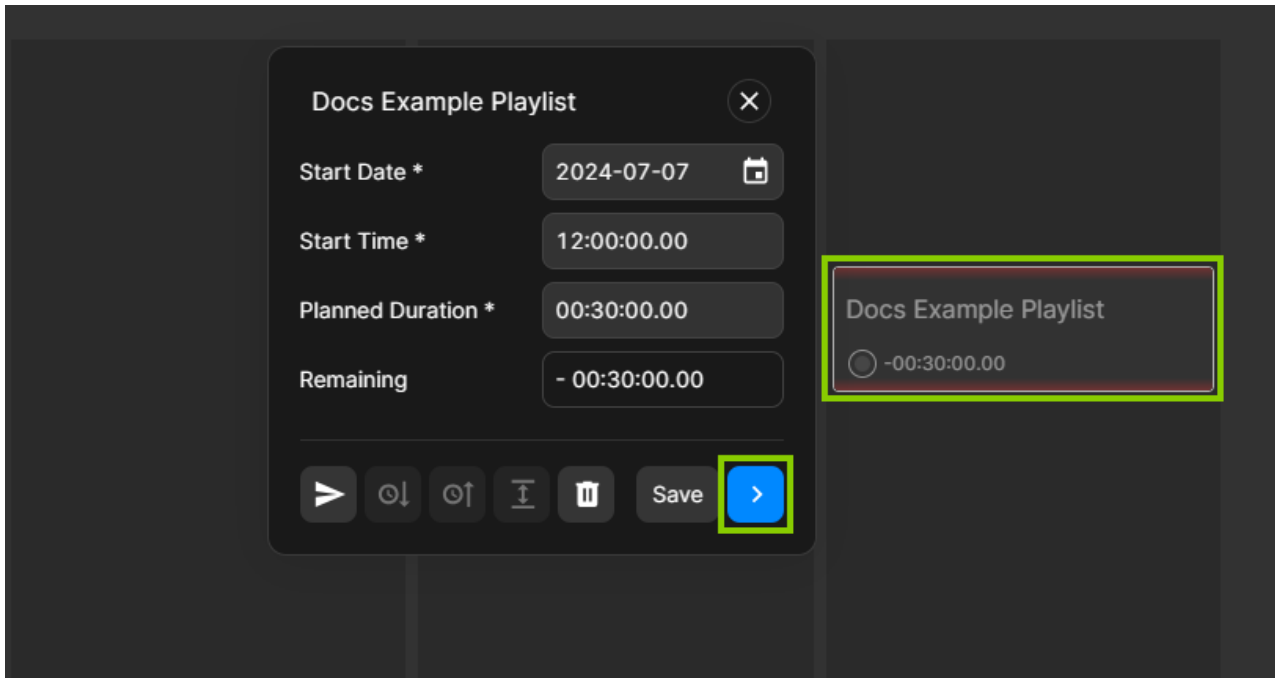 Docs Example Playlist
Start Date *
2024-07-07
Start Time *
12:00:00.00
Planned Duration *
00:30:00.00
Remaining
- 00:30:00.00
Save
Docs Example Playlist
-00:30:00.00